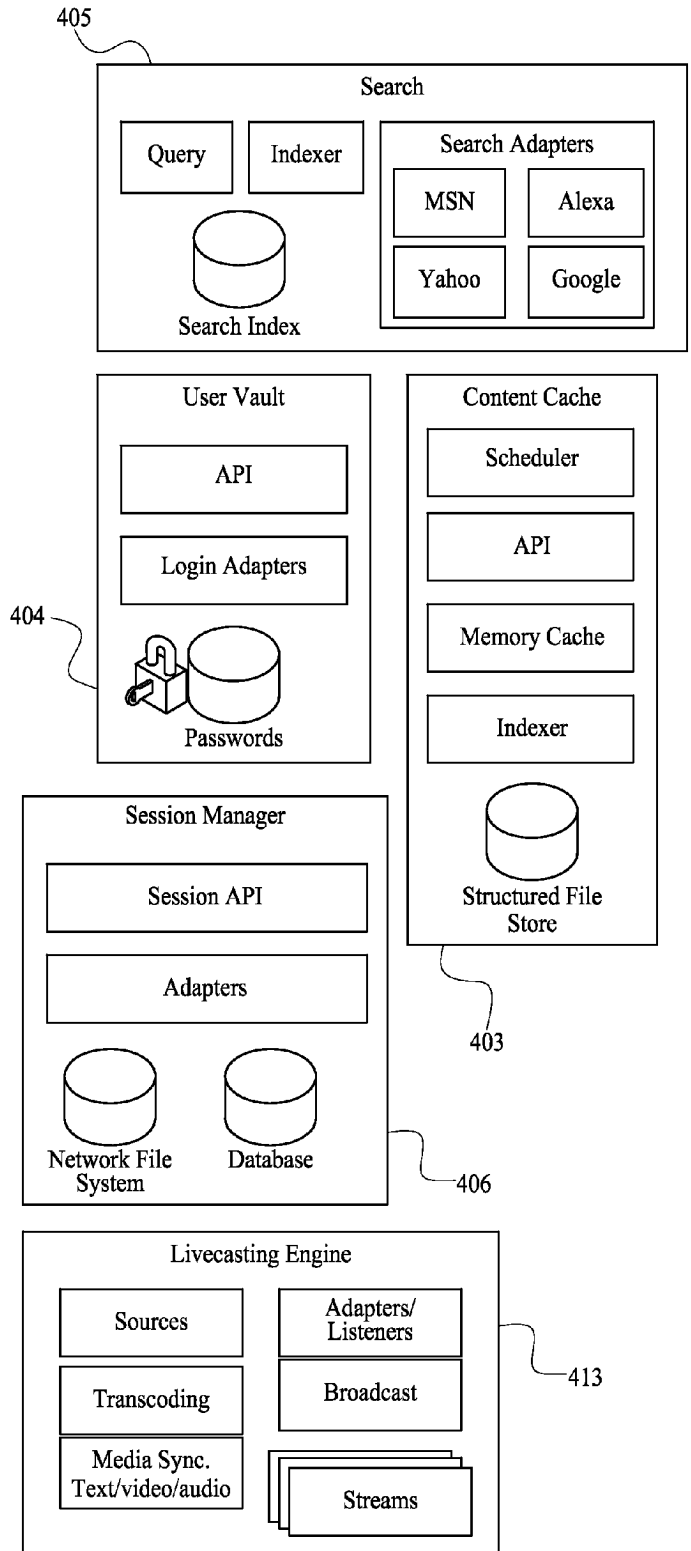 405
Search
Query
Indexer
Search Adapters
MSN
Alexa
Yahoo
Google
Search Index
User Vault
API
Login Adapters
404
Passwords
Content Cache
Scheduler
API
Memory Cache
Indexer
Structured File
Store
403
Session Manager
Session API
Adapters
Network File
System
Database
406
Livecasting Engine
Sources
Adapters/
Listeners
Transcoding
Broadcast
413
Media Sync.
Text/video/audio
Streams